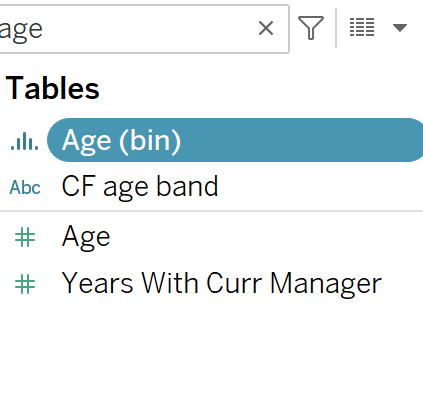 age
Tables
Age (bin)
Abc CF age band
Age
Years With Curr Manager